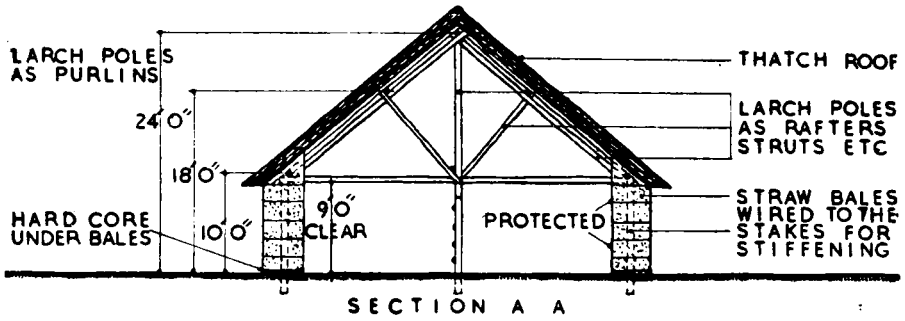 LARCH POLES
AS PURLINS
24'0"
18'0"
10'0"
9'0"
CLEAR
HARD CORE
UNDER BALES
THATCH ROOF
LARCH POLES
AS RAFTERS
STRUTS ETC
PROTECTED
STRAW BALES
WIRED TO THE
STAKES FOR
STIFFENING
SECTION A A